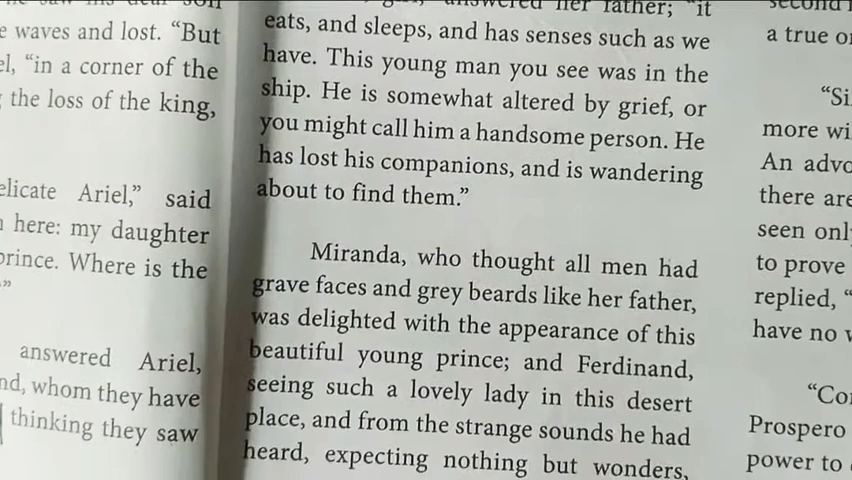 e waves and lost. “But
el, “in a corner of the
the loss of the king,
elicate Ariel,” said
here: my daughter
prince. Where is the
”
answered Ariel,
nd, whom they have
thinking they saw
answered her father; “it
eats, and sleeps, and has senses such as we
have. This young man you see was in the
ship. He is somewhat altered by grief, or
you might call him a handsome person. He
has lost his companions, and is wandering
about to find them.”
Miranda, who thought all men had
grave faces and grey beards like her father,
was delighted with the appearance of this
beautiful young prince; and Ferdinand,
seeing such a lovely lady in this desert
place, and from the strange sounds he had
heard, expecting nothing but wonders,
second
a true o
“Si
more wi
An advo
there are
seen onl
to prove
replied, “
have no w
“Co
Prospero
power to